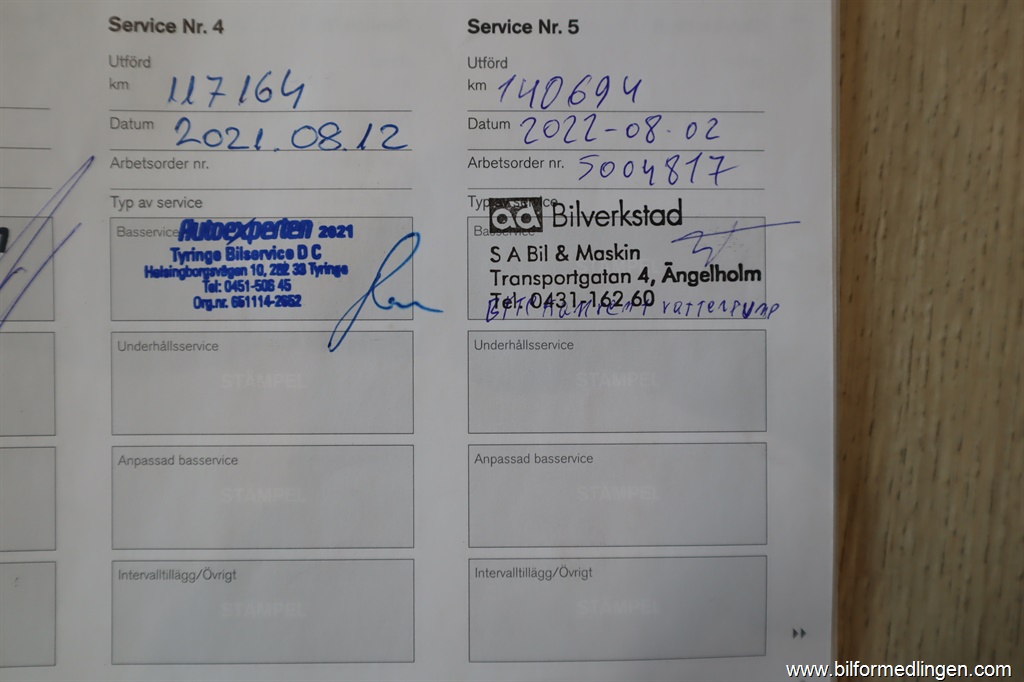 Service Nr. 4
Utförd
km 117164
Datum 2021.08.12
Arbetsorder nr.
Typ av service
Basservice
Autoexperten 2021
Tyringe Bilservice D C
Helsingborgsvägen 10, 282 33 Tyringe
Tel: 0451-506 45
Org.nr. 651114-2652
Underhållsservice
STÄMPEL
Anpassad basservice
STÄMPEL
Intervalltillägg/Övrigt
STÄMPEL
Service Nr. 5
Utförd
km 140694
Datum 2022-08-02
Arbetsorder nr. 5004817
Typ av service
Basservice
ad Bilverkstad
S A Bil & Maskin
Transportgatan 4, Ängelholm
Tel. 0431-162 60
Underhållsservice
STÄMPEL
Anpassad basservice
STÄMPEL
Intervalltillägg/Övrigt
STÄMPEL
www.bilformedlingen.com